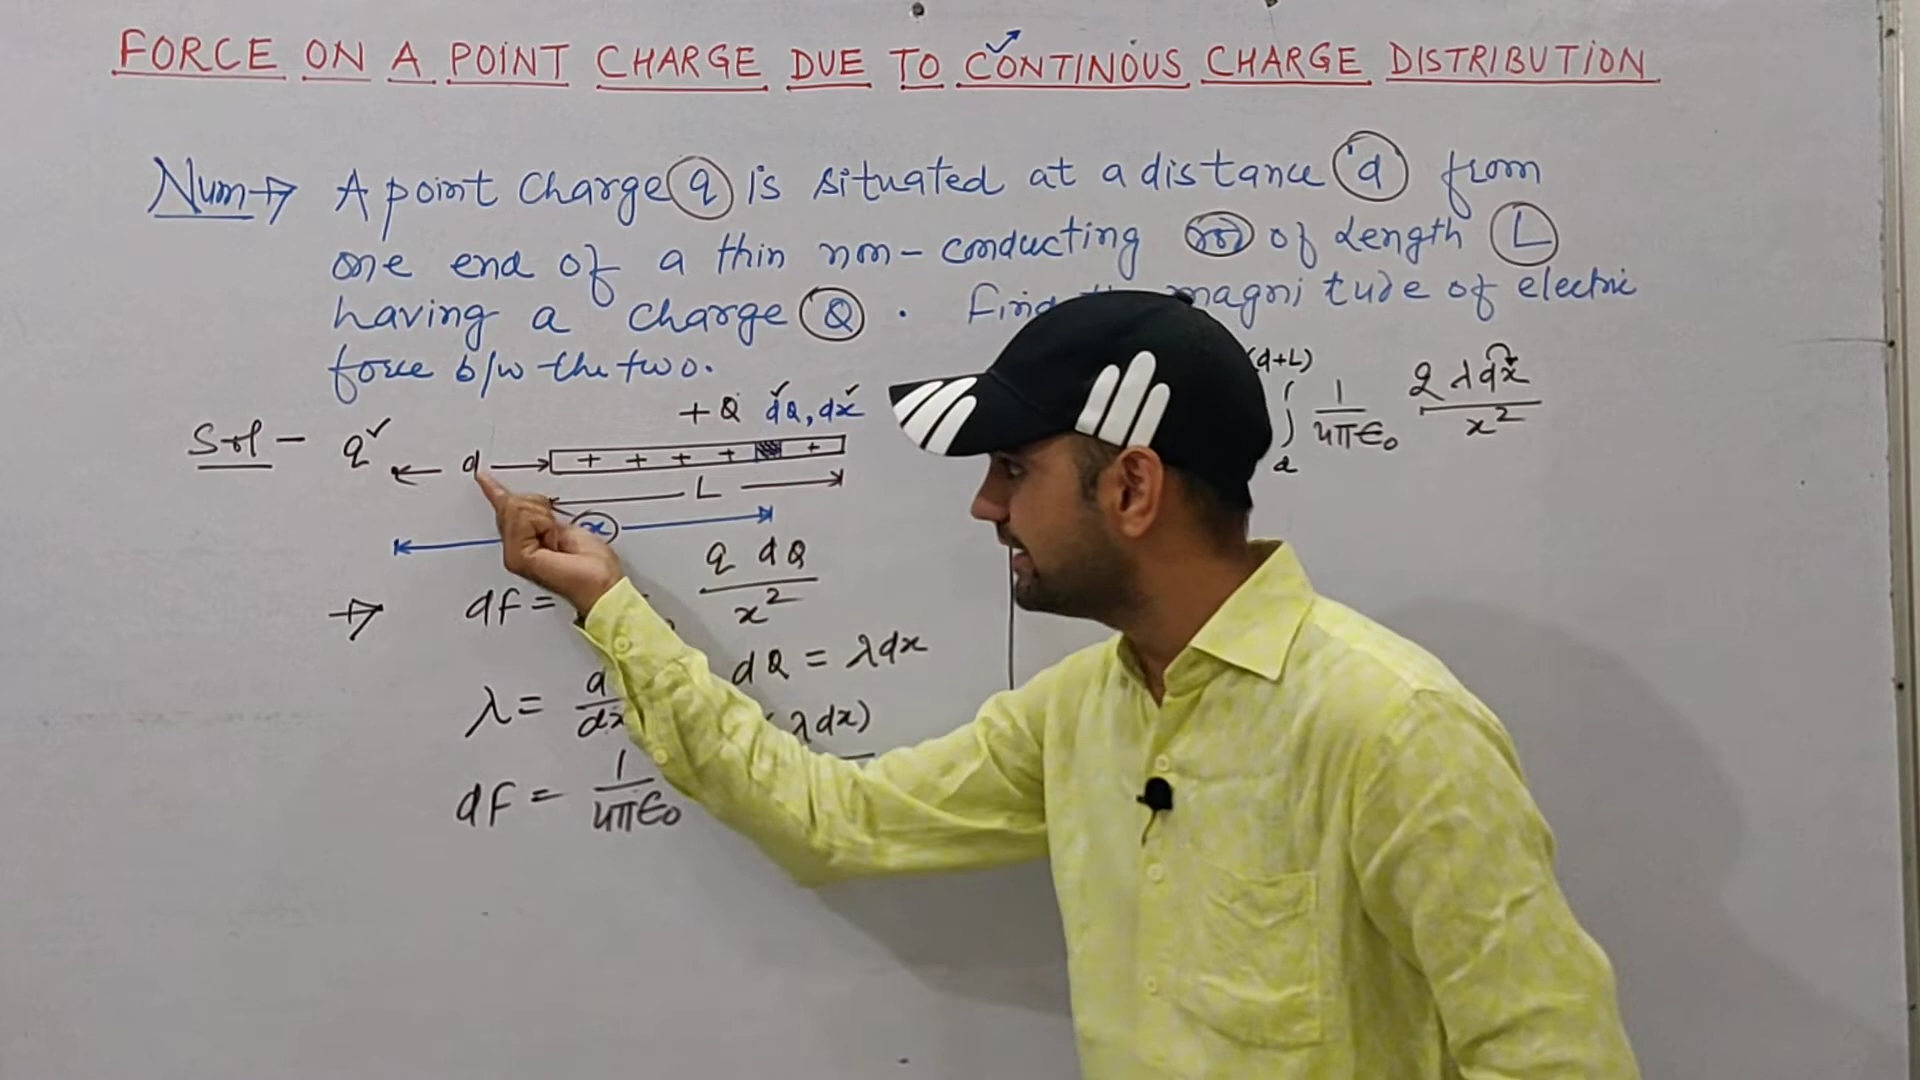 FORCE ON A POINT CHARGE DUE TO CONTINOUS CHARGE DISTRIBUTION
Num → A point charge q is situated at a distance d from
one end of a thin non-conducting rod of Length L
having a charge Q. find magnitude of electric
force b/w the two.
Sol - q
d
+Q dQ, dx
+ + + + +
L
x
dF = q dQ / x²
λ = d / dx
dQ = λdx
λdx)
dF = 1 / 4πε₀
(d+L) ∫ d 1 / 4πε₀ q λdx / x²